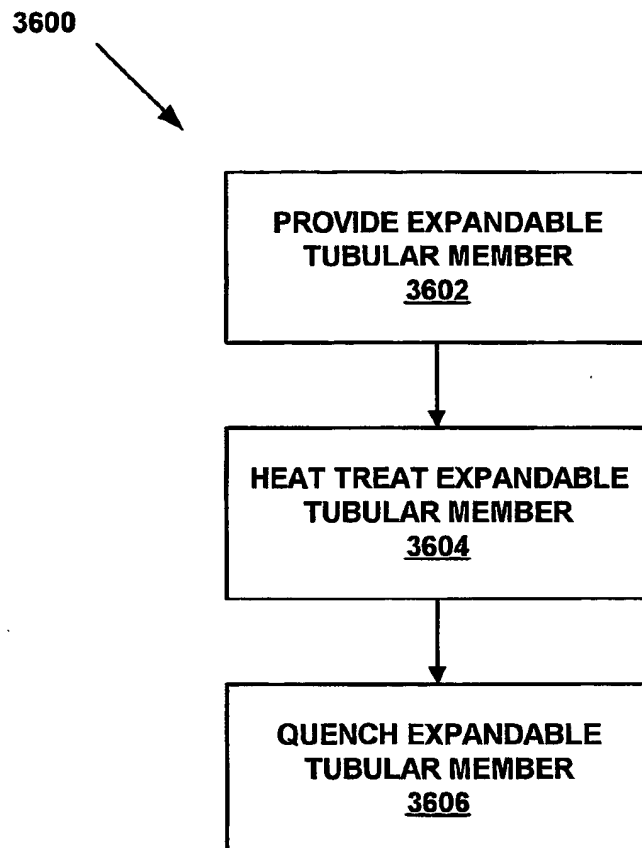 3600
PROVIDE EXPANDABLE
TUBULAR MEMBER
3602
HEAT TREAT EXPANDABLE
TUBULAR MEMBER
3604
QUENCH EXPANDABLE
TUBULAR MEMBER
3606